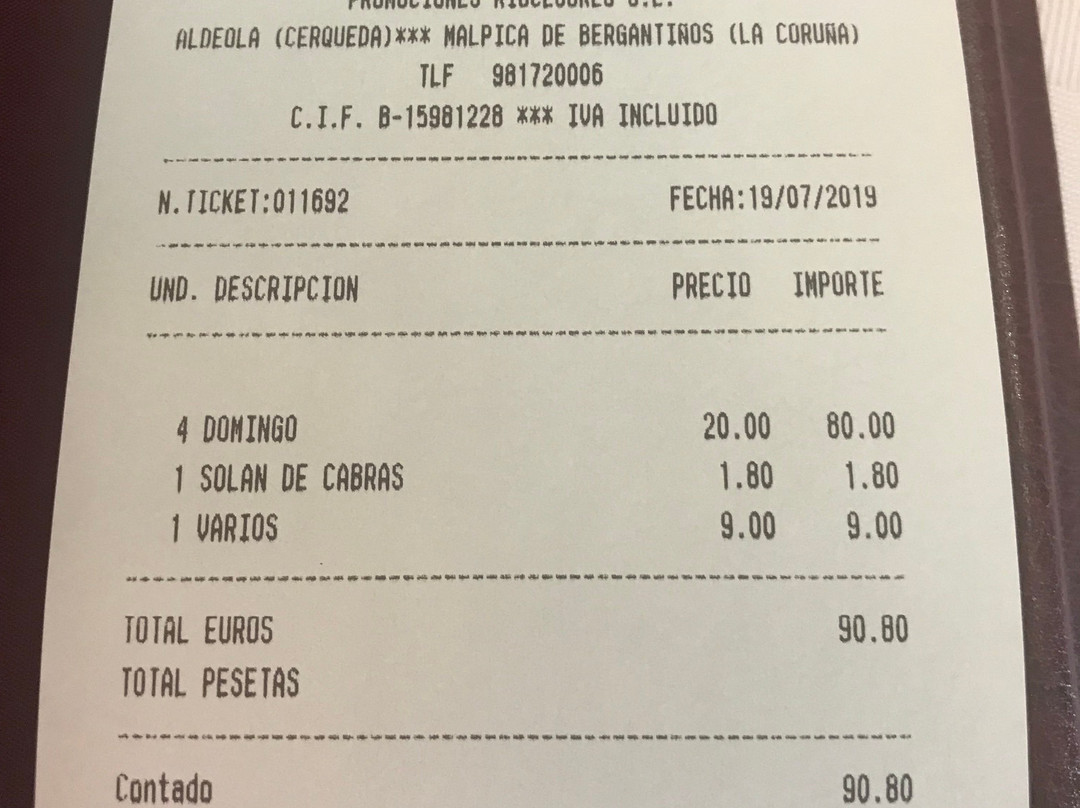 ALDEOLA (CERQUEDA)*** MALPICA DE BERGANTIÑOS (LA CORUÑA)
TLF 981720006
C.I.F. B-15981228 *** IVA INCLUIDO
N.TICKET:011692 FECHA:19/07/2019
UND. DESCRIPCION PRECIO IMPORTE
4 DOMINGO 20.00 80.00
1 SOLAN DE CABRAS 1.80 1.80
1 VARIOS 9.00 9.00
TOTAL EUROS 90.80
TOTAL PESETAS
Contado 90.80